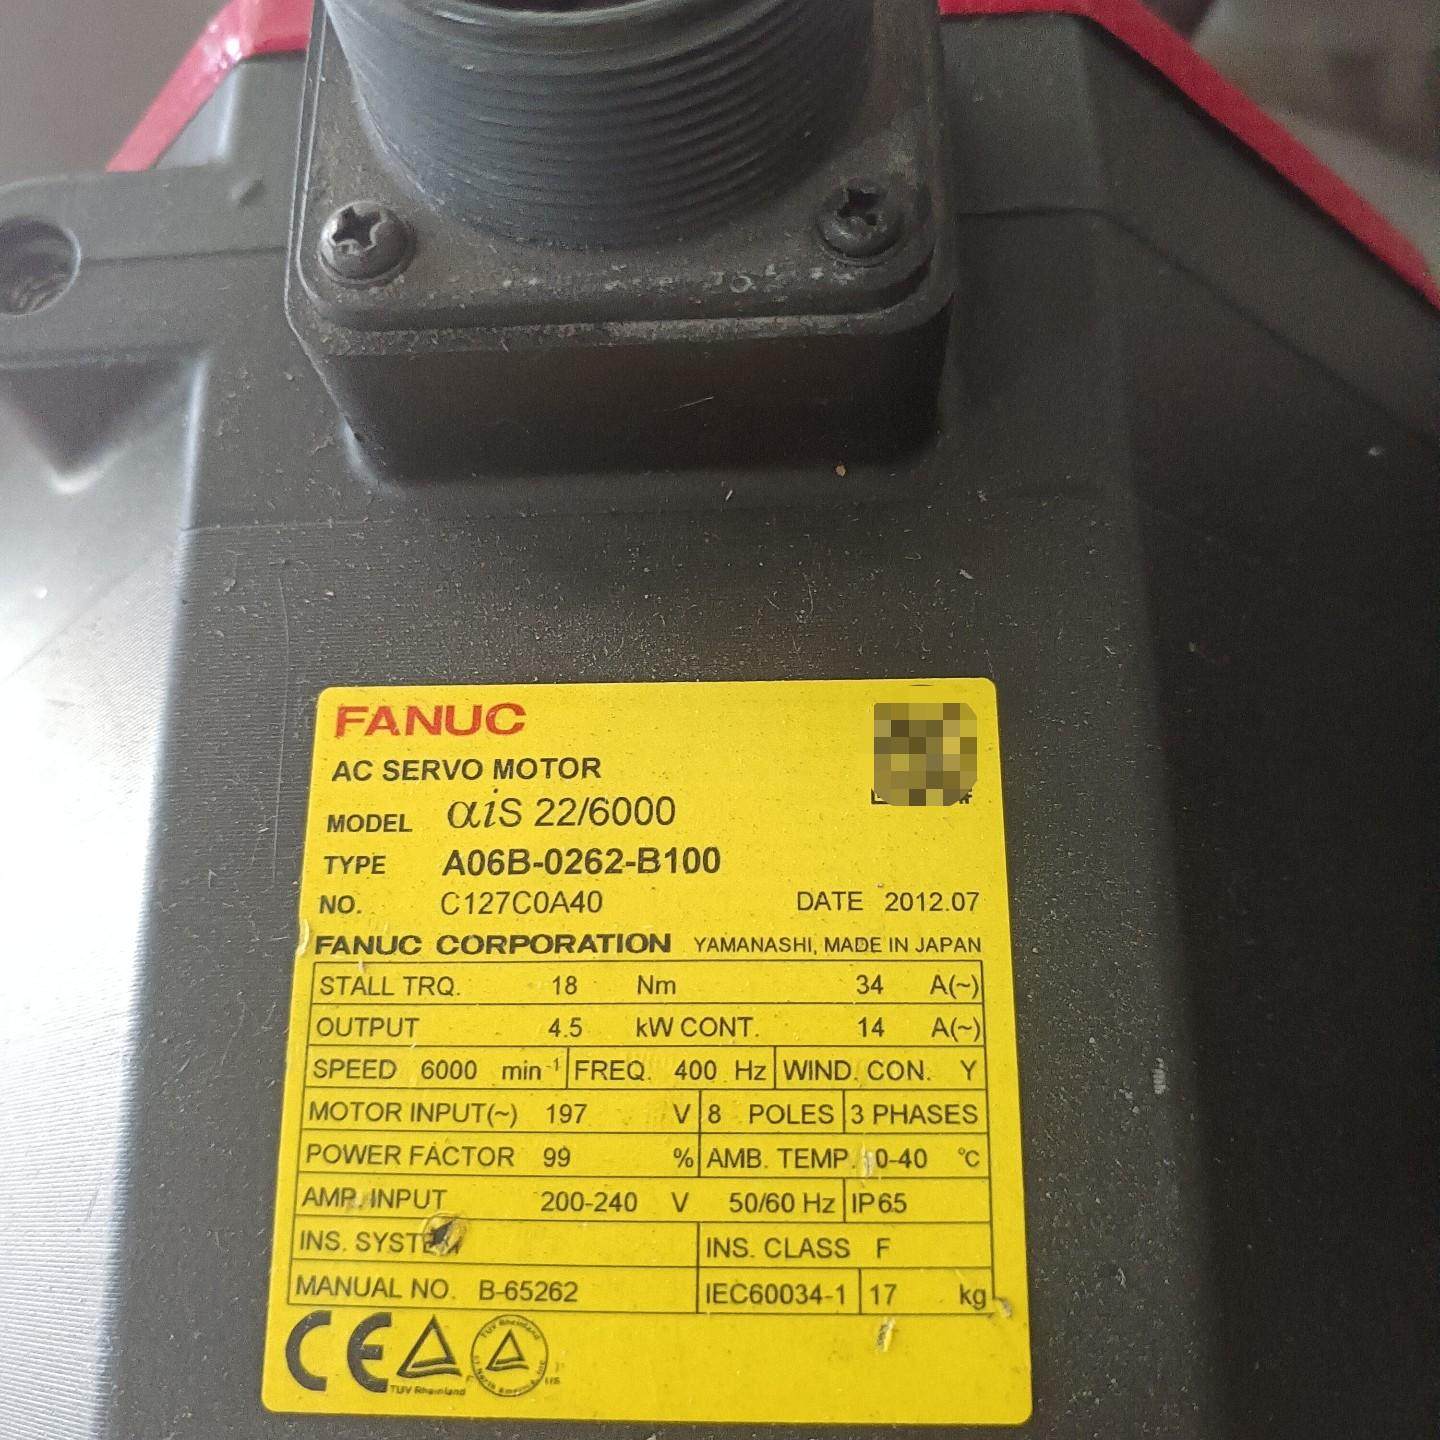 FANUC
AC SERVO MOTOR
MODEL αiS 22/6000
TYPE A06B-0262-B100
NO. C127C0A40 DATE 2012.07
FANUC CORPORATION YAMANASHI, MADE IN JAPAN
STALL TRQ. 18 Nm 34 A(~)
OUTPUT 4.5 kW CONT. 14 A(~)
SPEED 6000 min⁻¹ FREQ. 400 Hz WIND. CON. Y
MOTOR INPUT(~) 197 V 8 POLES 3 PHASES
POWER FACTOR 99 % AMB. TEMP. 0-40 °C
AMP. INPUT 200-240 V 50/60 Hz IP65
INS. SYSTEM INS. CLASS F
MANUAL NO. B-65262 IEC60034-1 17 kg
CE TUV Rheinland TUV Rheinland